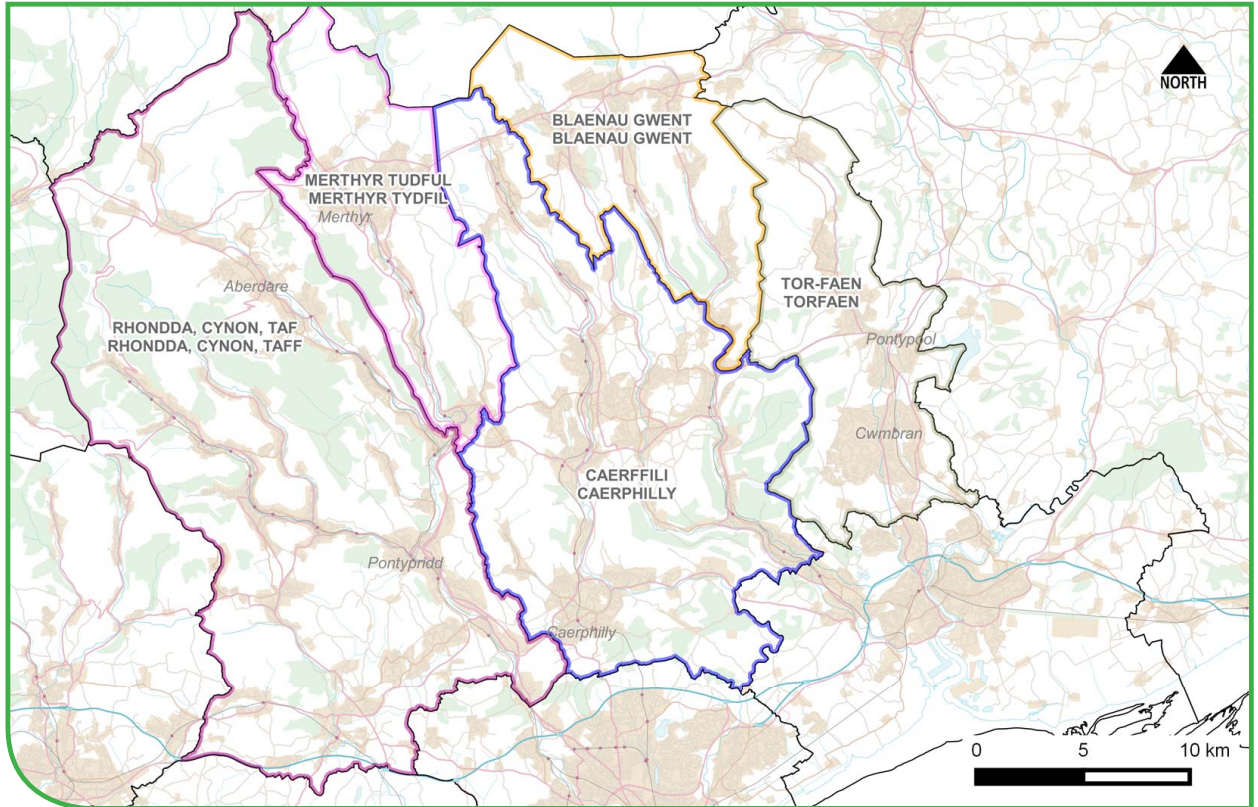 NORTH
BLAENAU GWENT
BLAENAU GWENT
MERTHYR TUDFUL
MERTHYR TYDFIL
Merthyr
Aberdare
TOR-FAEN
TORFAEN
RHONDDA, CYNON, TAF
RHONDDA, CYNON, TAFF
Pontypool
Cwmbran
CAERFFILI
CAERPHILLY
Pontypridd
Caerphilly
0 5 10 km